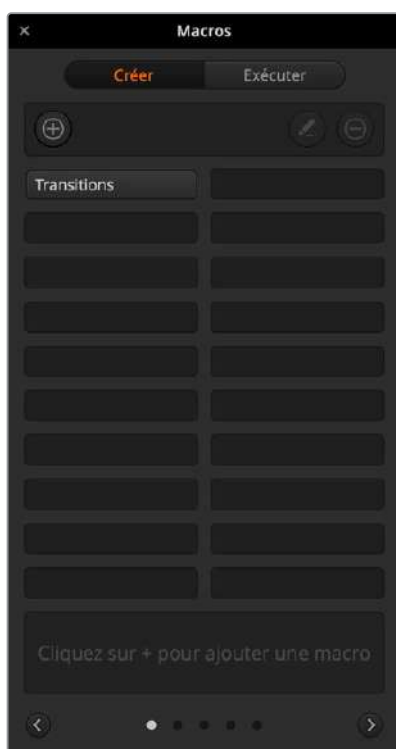 × Macros
Créer Exécuter
Transitions
Cliquez sur + pour ajouter une macro